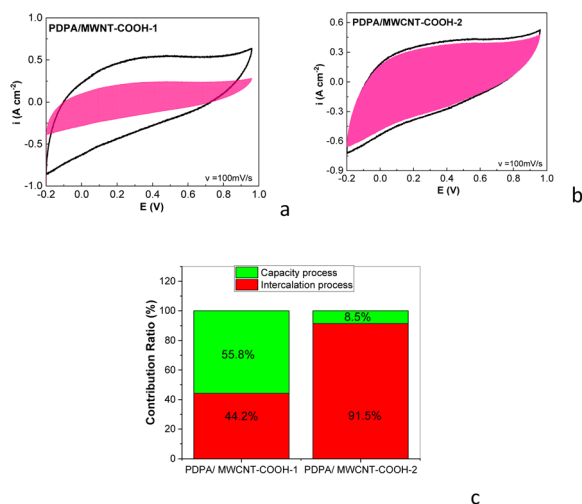 PDPA/MWNT-COOH-1
1.0
0.5
0.0
-0.5
-1.0
i (A cm-2)
-0.2 0.0 0.2 0.4 0.6 0.8 1.0
E (V)
ν =100mV/s
a
PDPA/MWCNT-COOH-2
0.6
0.3
0.0
-0.3
-0.6
-0.9
i (A cm-2)
-0.2 0.0 0.2 0.4 0.6 0.8 1.0
E (V)
ν =100mV/s
b
Capacity process
Intercalation process
120
100
80
60
40
20
0
Contribution Ratio (%)
55.8%
44.2%
8.5%
91.5%
PDPA/ MWCNT-COOH-1 PDPA/ MWCNT-COOH-2
c